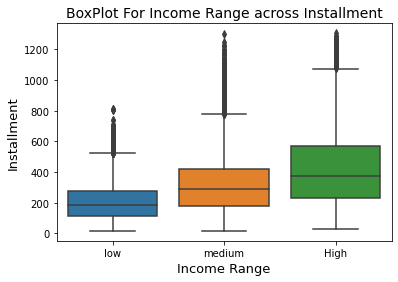 BoxPlot For Income Range across Installment
1200
1000
800
600
400
200
0
Installment
low medium High
Income Range